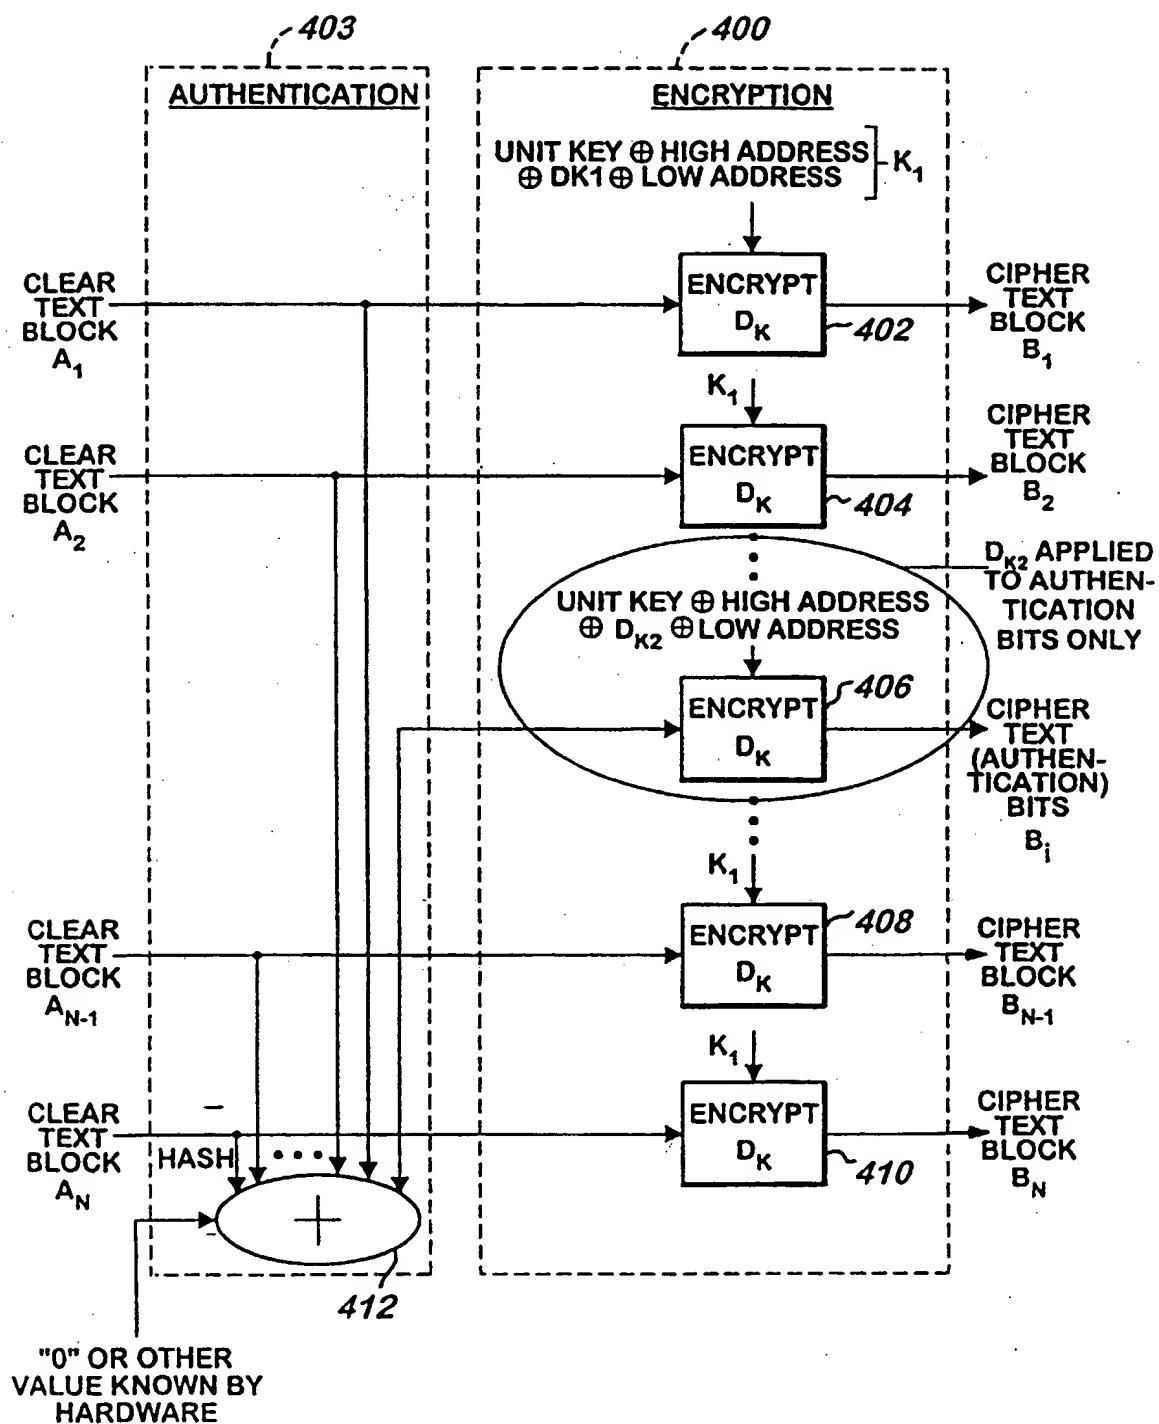 403
400
AUTHENTICATION
ENCRYPTION
UNIT KEY ⊕ HIGH ADDRESS
⊕ DK1 ⊕ LOW ADDRESS
K1
CLEAR
TEXT
BLOCK
A1
ENCRYPT
DK
402
CIPHER
TEXT
BLOCK
B1
K1
CLEAR
TEXT
BLOCK
A2
ENCRYPT
DK
404
CIPHER
TEXT
BLOCK
B2
DK2 APPLIED
TO AUTHEN-
TICATION
BITS ONLY
UNIT KEY ⊕ HIGH ADDRESS
⊕ DK2 ⊕ LOW ADDRESS
ENCRYPT
DK
406
CIPHER
TEXT
(AUTHEN-
TICATION)
BITS
Bi
K1
CLEAR
TEXT
BLOCK
AN-1
ENCRYPT
DK
408
CIPHER
TEXT
BLOCK
BN-1
K1
CLEAR
TEXT
BLOCK
AN
HASH
ENCRYPT
DK
410
CIPHER
TEXT
BLOCK
BN
+
412
"0" OR OTHER
VALUE KNOWN BY
HARDWARE